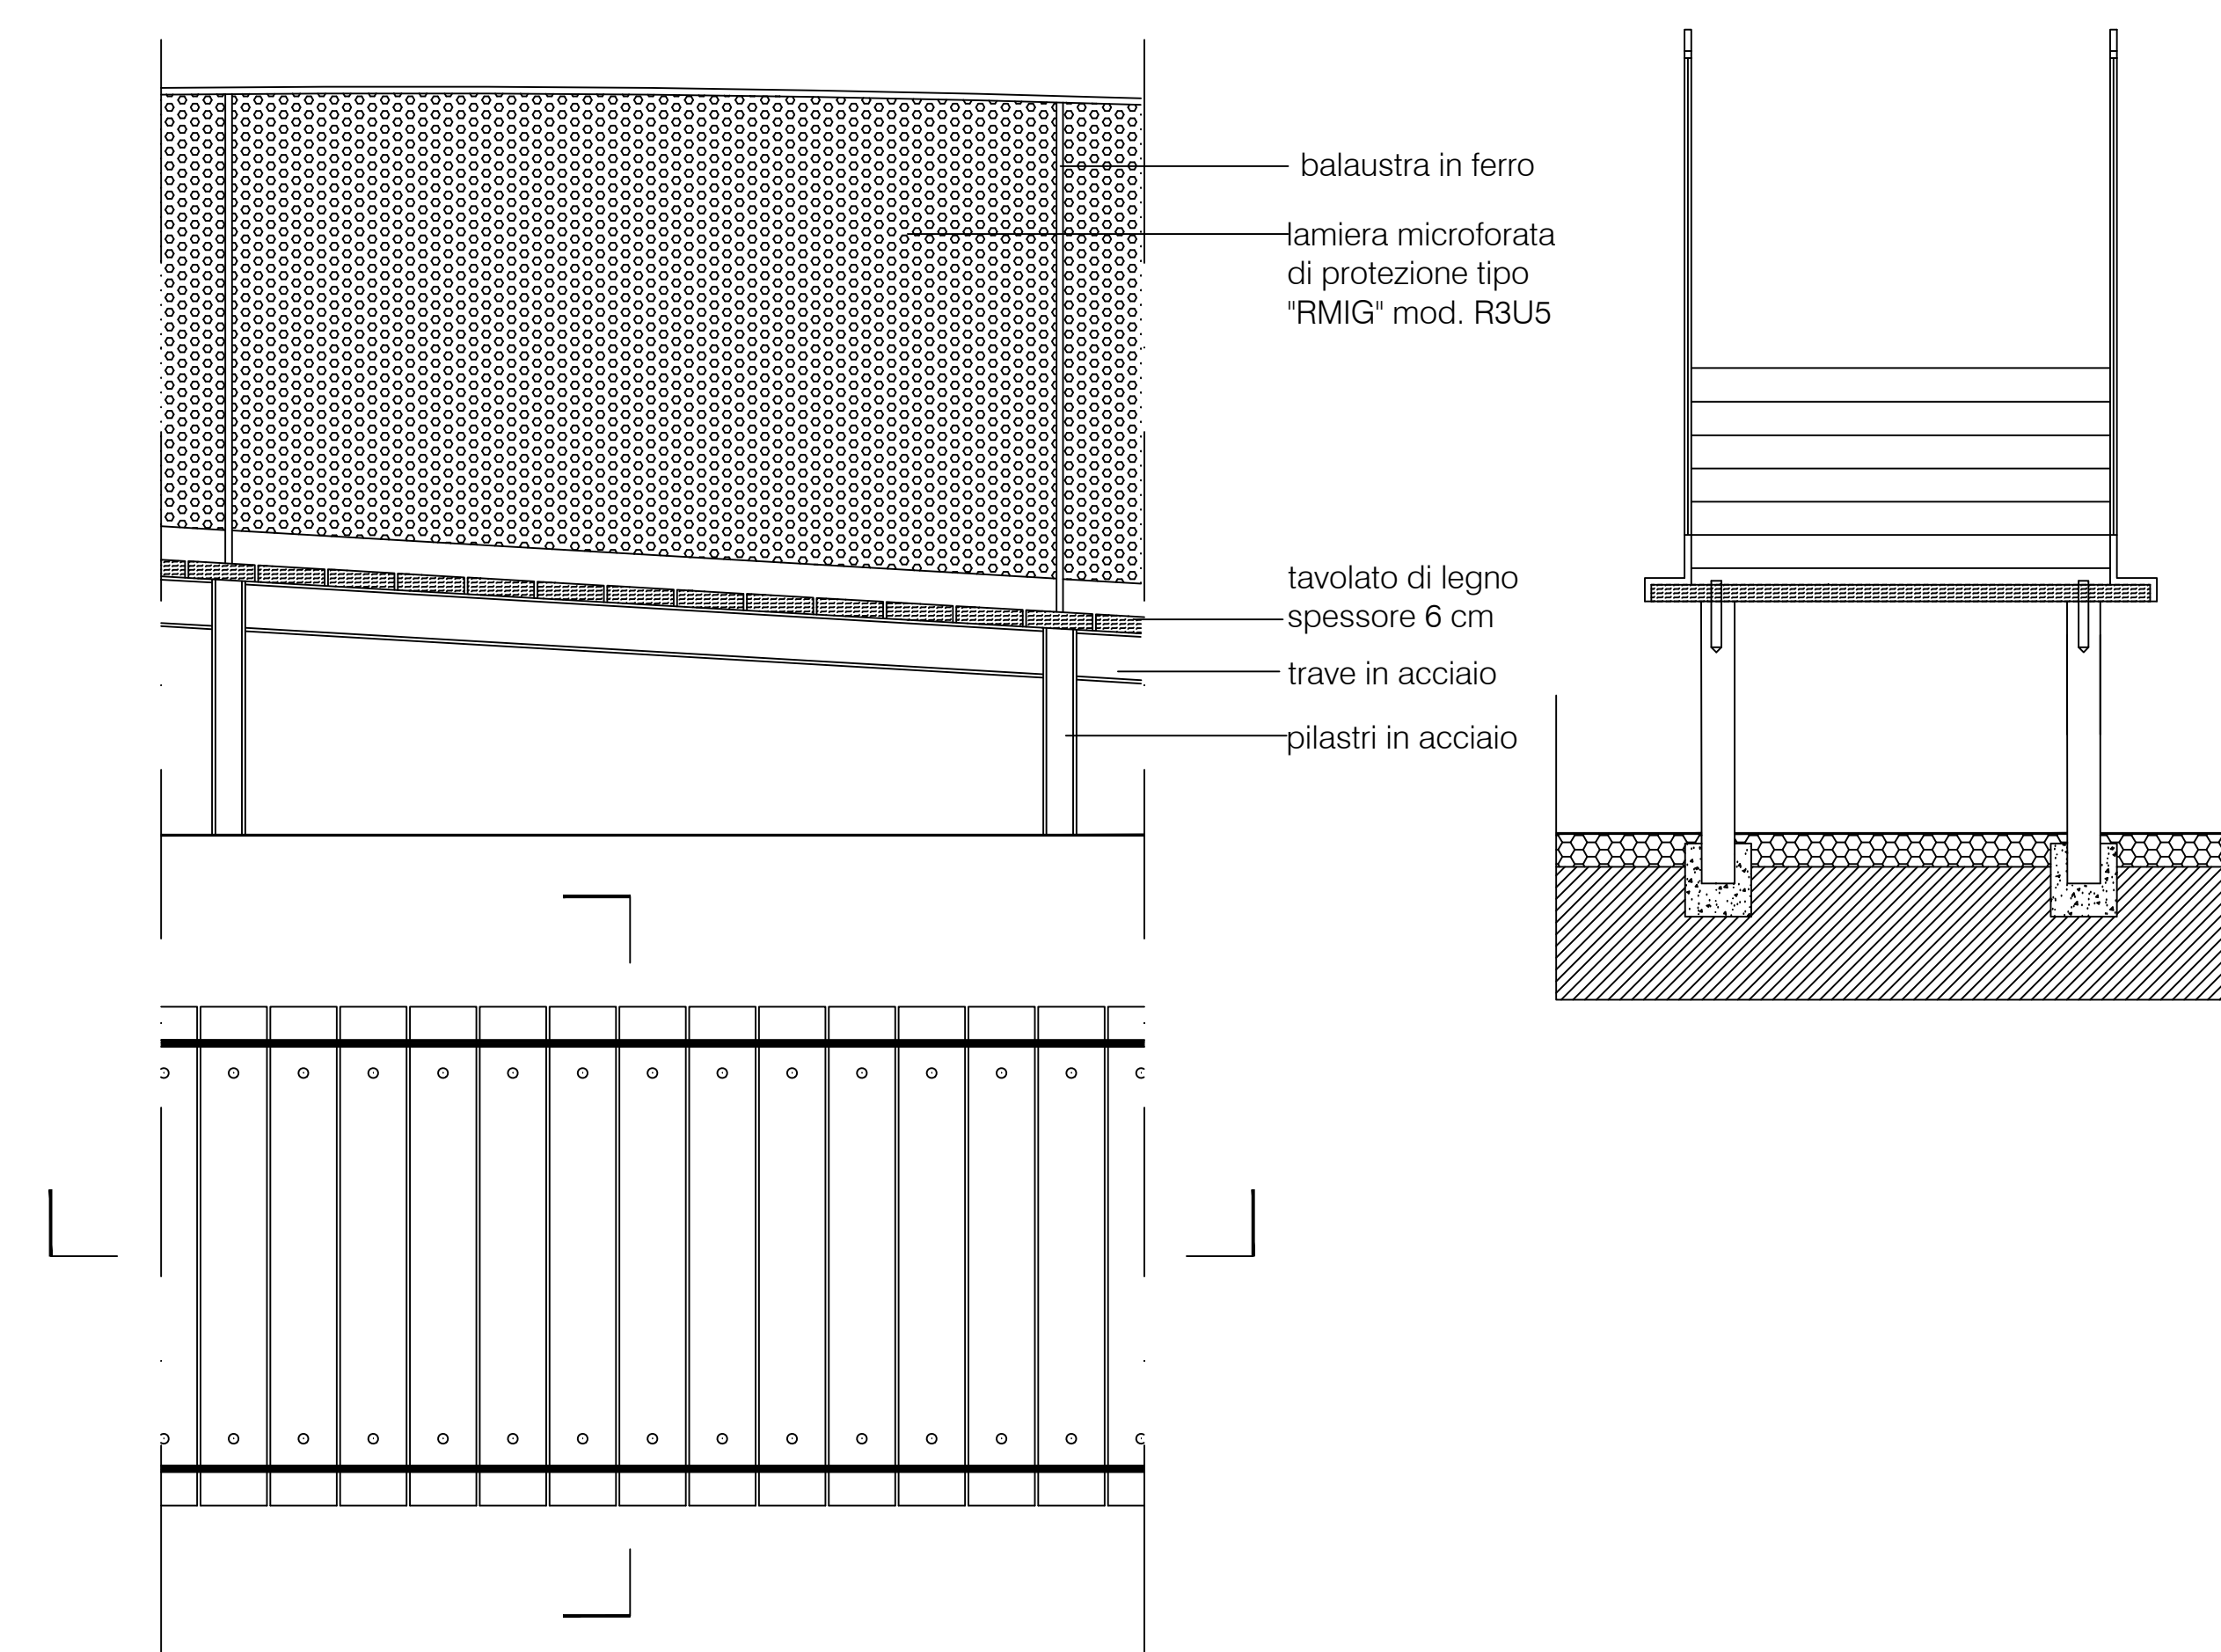 balaustra in ferro
lamiera microforata
di protezione tipo
"RMIG" mod. R3U5
tavolato di legno
spessore 6 cm
trave in acciaio
pilastri in acciaio